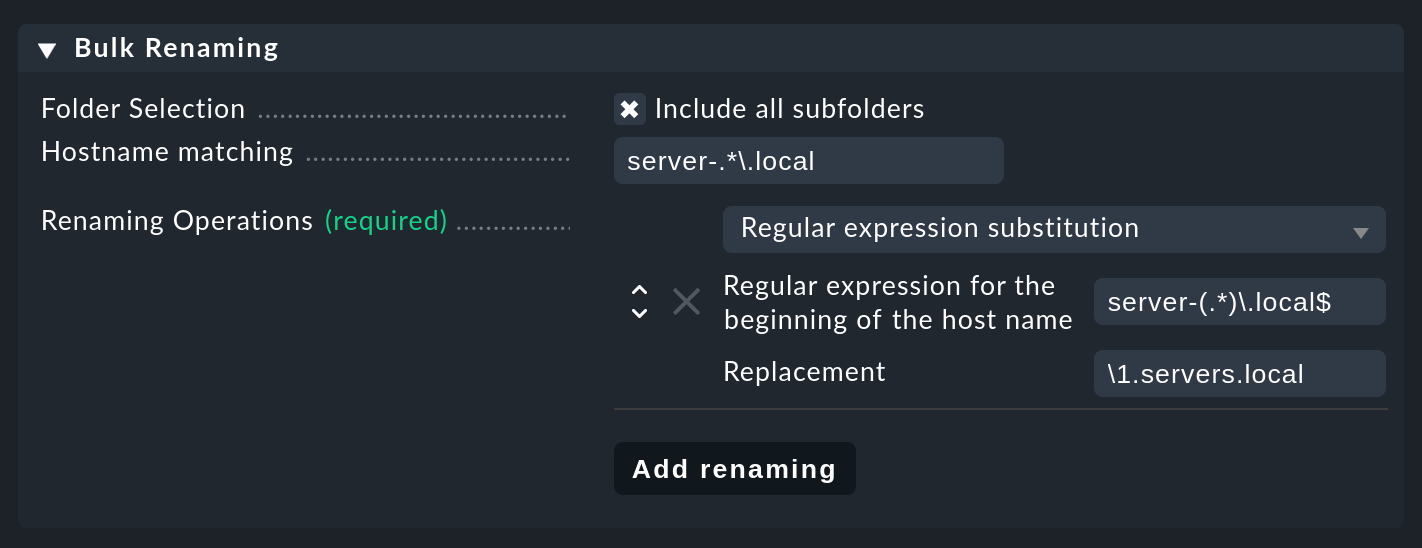 Bulk Renaming
Folder Selection
Include all subfolders
Hostname matching
server-.*\.local
Renaming Operations (required)
Regular expression substitution
Regular expression for the
beginning of the host name
server-(.*)\.local$
Replacement
\1.servers.local
Add renaming